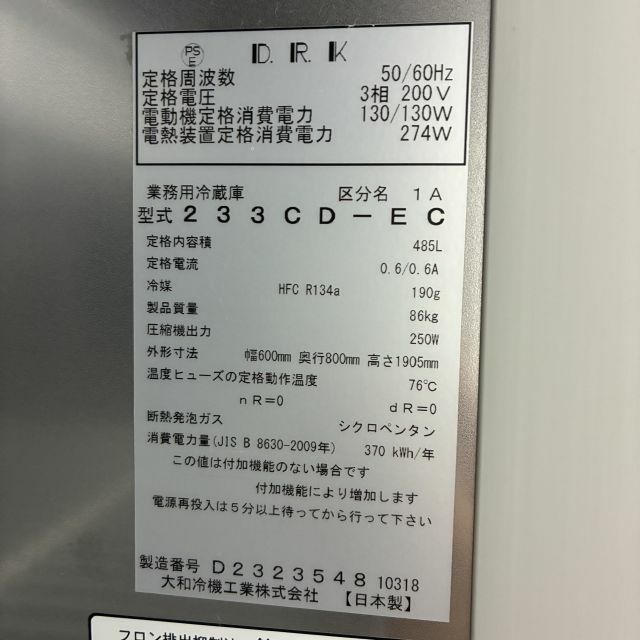 PS
E
D.R.K
定格周波数 50/60Hz
定格電圧 3相 200V
電動機定格消費電力 130/130W
電熱装置定格消費電力 274W
業務用冷蔵庫 区分名 1A
型式 233CD-EC
定格内容積 485L
定格電流 0.6/0.6A
冷媒 HFC R134a 190g
製品質量 86kg
圧縮機出力 250W
外形寸法 幅600mm 奥行800mm 高さ1905mm
温度ヒューズの定格動作温度 76℃
nR=0 dR=0
断熱発泡ガス シクロペンタン
消費電力量(JIS B 8630-2009年) 370 kWh/年
この値は付加機能のない場合です
付加機能により増加します
電源再投入は5分以上待ってから行って下さい
製造番号 D2323548 10318
大和冷機工業株式会社 【日本製】